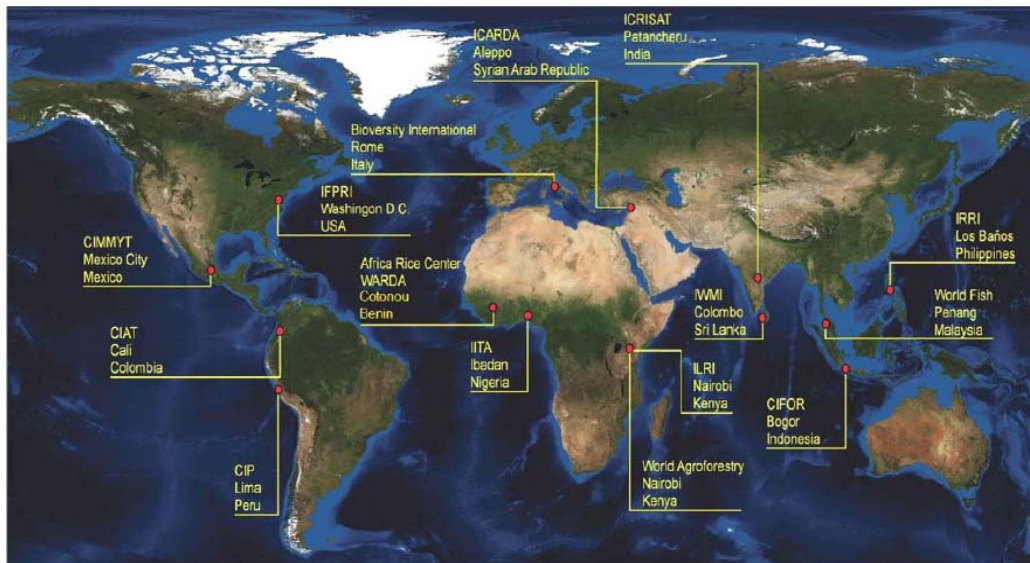 ICARDA
Aleppo
Syrian Arab Republic
ICRISAT
Patancheru
India
Bioversity International
Rome
Italy
IFPRI
Washingon D.C.
USA
CIMMYT
Mexico City
Mexico
Africa Rice Center
WARDA
Cotonou
Benin
IRRI
Los Baños
Philippines
IWMI
Colombo
Sri Lanka
World Fish
Penang
Malaysia
CIAT
Cali
Colombia
IITA
Ibadan
Nigeria
ILRI
Nairobi
Kenya
CIFOR
Bogor
Indonesia
CIP
Lima
Peru
World Agroforestry
Nairobi
Kenya